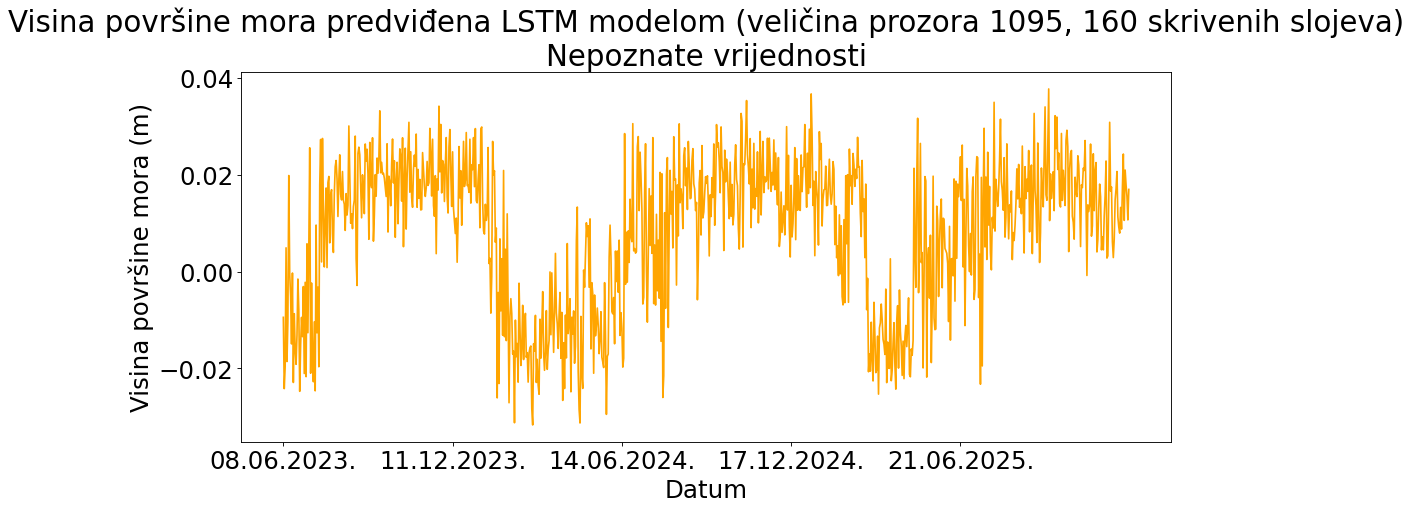 Visina površine mora predviđena LSTM modelom (veličina prozora 1095, 160 skrivenih slojeva)
Nepoznate vrijednosti
Visina površine mora (m)
0.04
0.02
0.00
−0.02
08.06.2023. 11.12.2023. 14.06.2024. 17.12.2024. 21.06.2025.
Datum